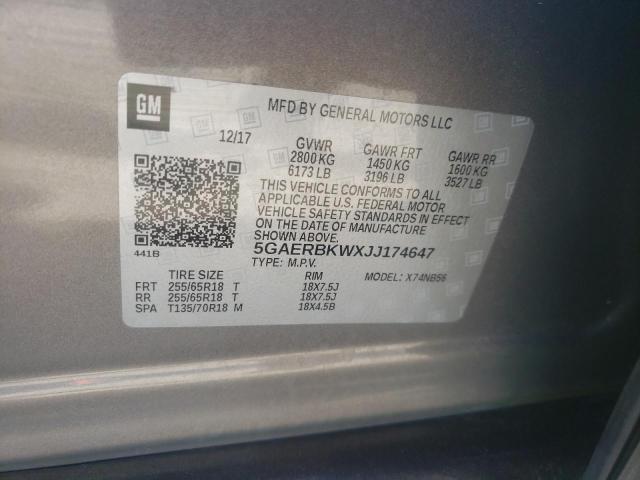 GM
MFD BY GENERAL MOTORS LLC
12/17 GVWR GAWR FRT GAWR RR
2800 KG 1450 KG 1600 KG
6173 LB 3196 LB 3527 LB
THIS VEHICLE CONFORMS TO ALL
APPLICABLE U.S. FEDERAL MOTOR
VEHICLE SAFETY STANDARDS IN EFFECT
ON THE DATE OF MANUFACTURE
SHOWN ABOVE.
441B 5GAERBKWXJJ174647
TYPE: M.P.V. MODEL: X74NB56
TIRE SIZE RIM
FRT 255/65R18 T 18X7.5J
RR 255/65R18 T 18X7.5J
SPA T135/70R18 M 18X4.5B